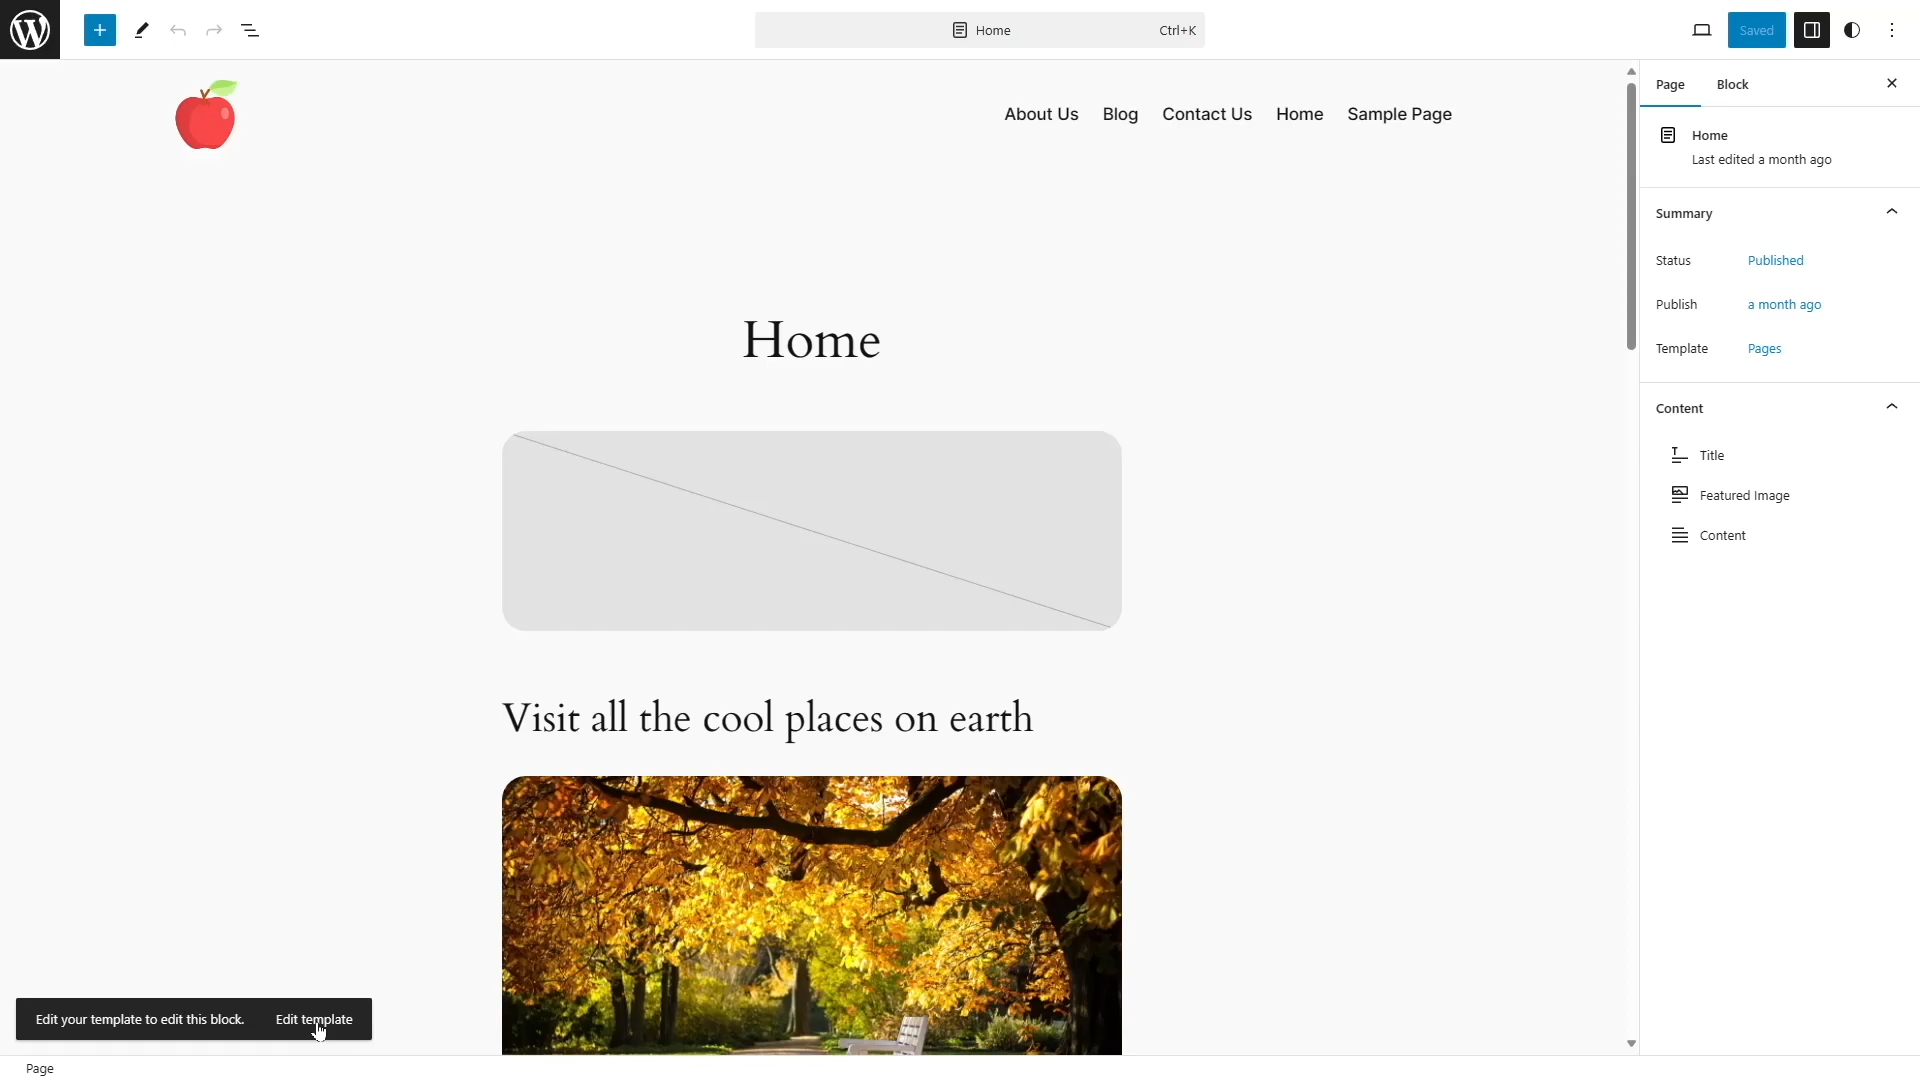 +
Home Ctrl+K
Saved
About Us Blog Contact Us Home Sample Page
Home
Visit all the cool places on earth
Edit your template to edit this block. Edit template
Page
Page Block
Home
Last edited a month ago
Summary
Status Published
Publish a month ago
Template Pages
Content
Title
Featured Image
Content